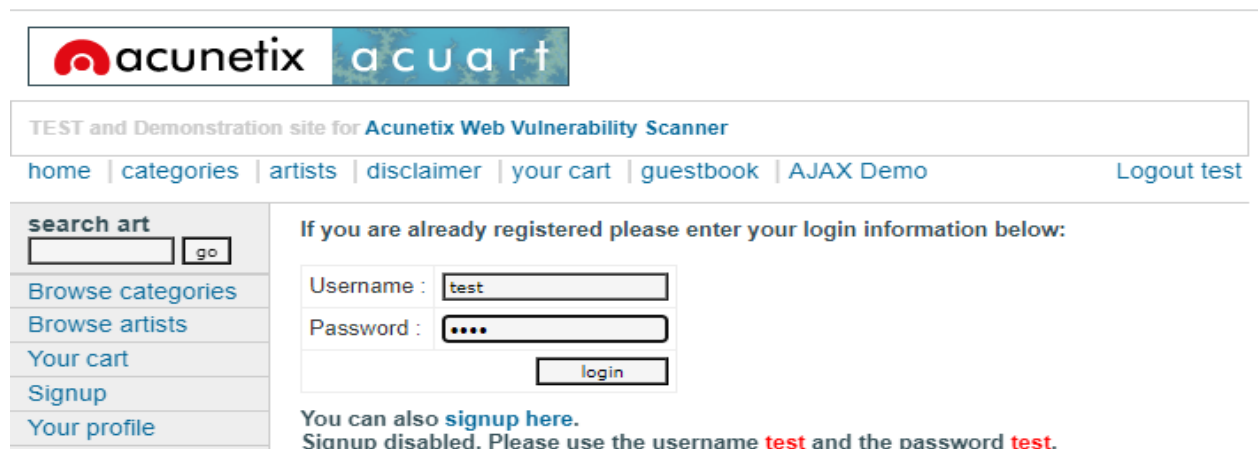 acunetix acuart
TEST and Demonstration site for Acunetix Web Vulnerability Scanner
home | categories | artists | disclaimer | your cart | guestbook | AJAX Demo Logout test
search art
go
Browse categories
Browse artists
Your cart
Signup
Your profile
If you are already registered please enter your login information below:
Username : test
Password : ••••
login
You can also signup here.
Signup disabled. Please use the username test and the password test.